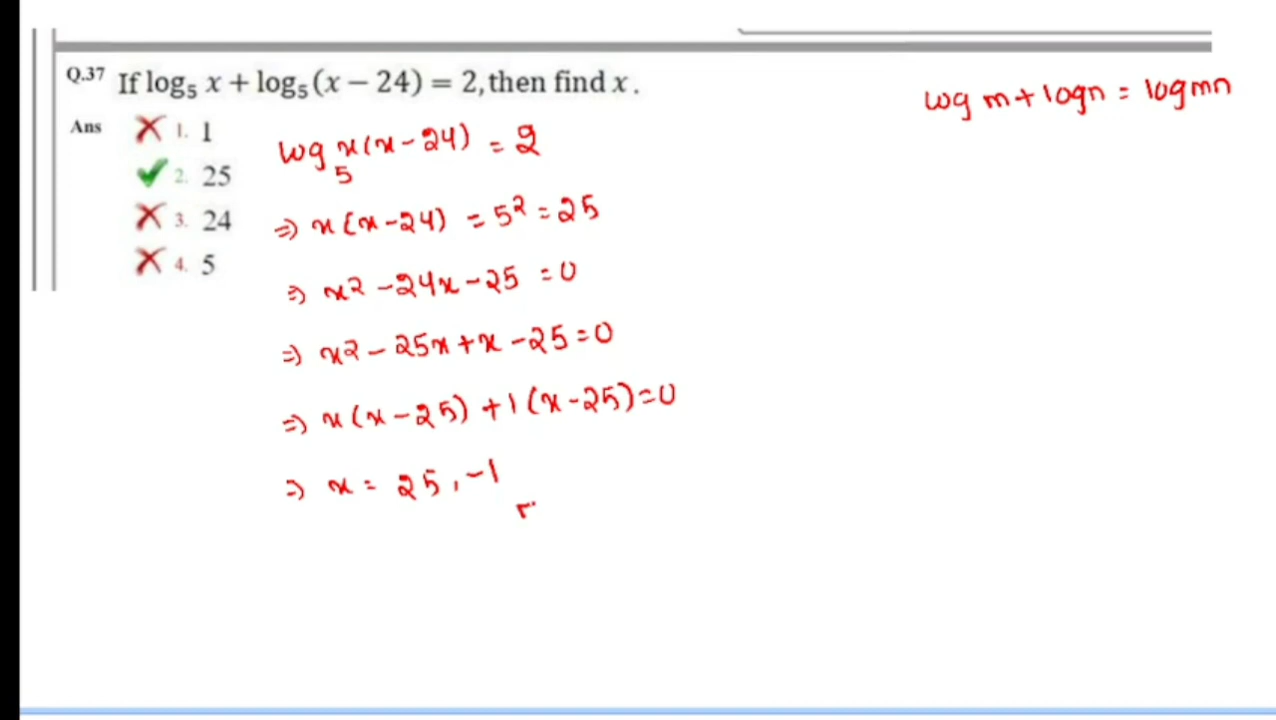 Q.37 If log₅ x + log₅(x − 24) = 2, then find x.
log m + log n = log mn
Ans
1. 1
2. 25
3. 24
4. 5
log₅ x(x − 24) = 2
⇒ x(x − 24) = 5² = 25
⇒ x² − 24x − 25 = 0
⇒ x² − 25x + x − 25 = 0
⇒ x(x − 25) + 1(x − 25) = 0
⇒ x = 25, −1